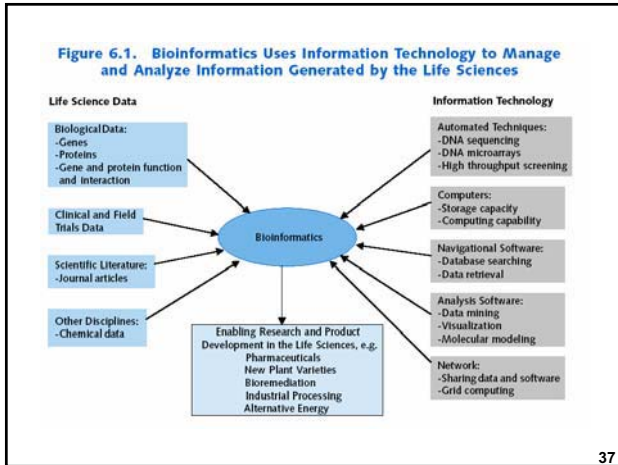 Figure 6.1. Bioinformatics Uses Information Technology to Manage
and Analyze Information Generated by the Life Sciences
Life Science Data
Biological Data:
-Genes
-Proteins
-Gene and protein function
and interaction
Clinical and Field
Trials Data
Scientific Literature:
-Journal articles
Other Disciplines:
-Chemical data
Bioinformatics
Enabling Research and Product
Development in the Life Sciences, e.g.
Pharmaceuticals
New Plant Varieties
Bioremediation
Industrial Processing
Alternative Energy
Information Technology
Automated Techniques:
-DNA sequencing
-DNA microarrays
-High throughput screening
Computers:
-Storage capacity
-Computing capability
Navigational Software:
-Database searching
-Data retrieval
Analysis Software:
-Data mining
-Visualization
-Molecular modeling
Network:
-Sharing data and software
-Grid computing
37